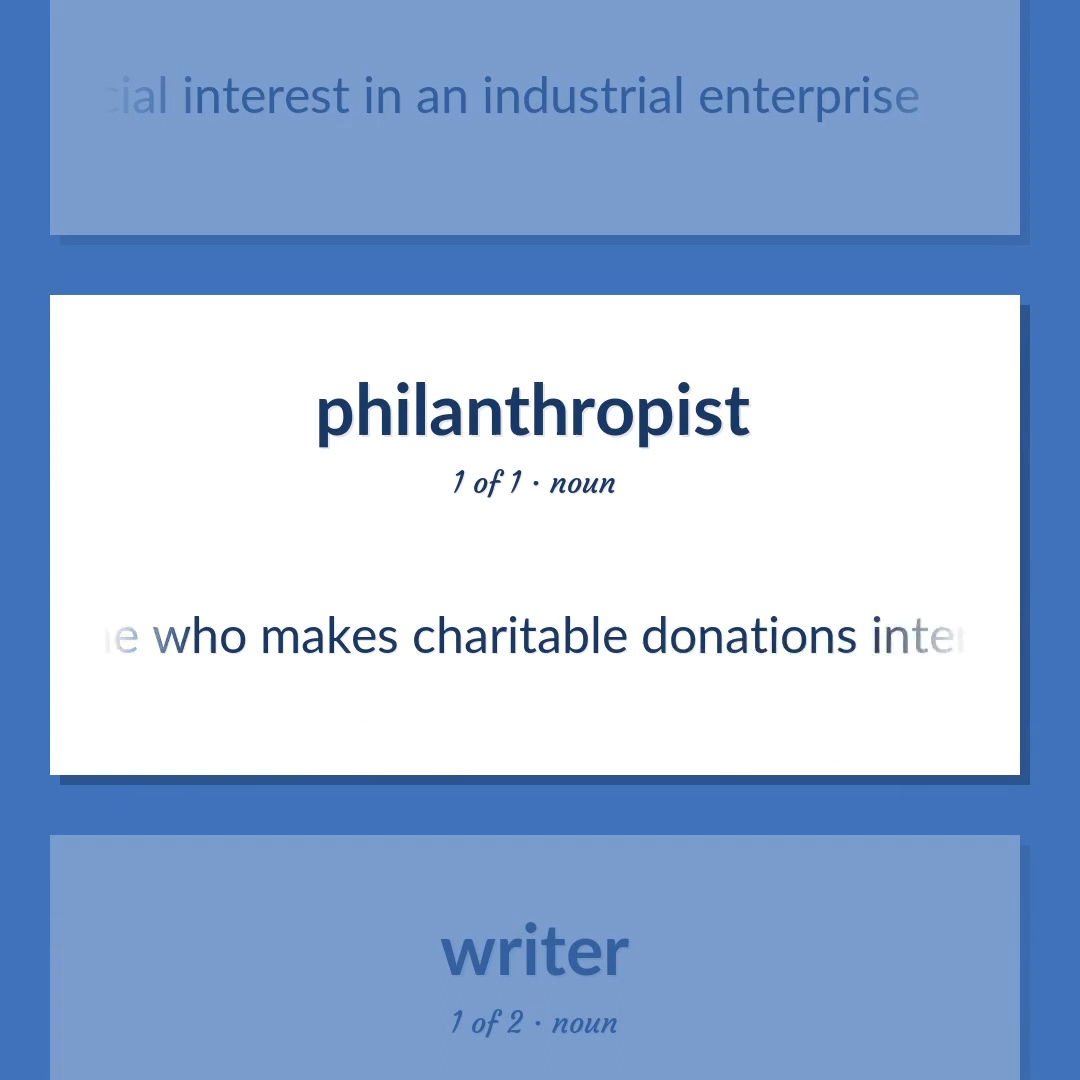 interest in an industrial enterprise
philanthropist
1 of 1 · noun
who makes charitable donations
writer
1 of 2 · noun